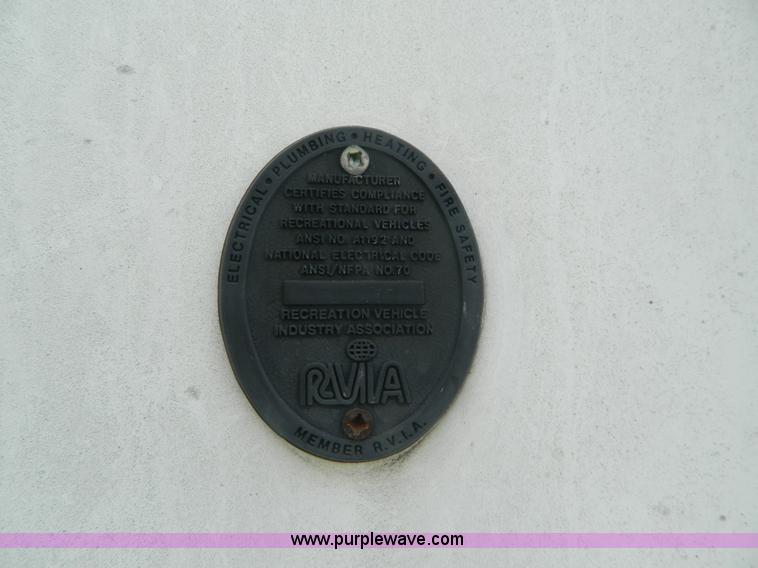 ELECTRICAL • PLUMBING • HEATING • FIRE SAFETY
MANUFACTURER
CERTIFIES COMPLIANCE
WITH STANDARD FOR
RECREATIONAL VEHICLES
ANSI NO. A119.2 AND
NATIONAL ELECTRICAL CODE
ANSI/NFPA NO.70
RECREATION VEHICLE
INDUSTRY ASSOCIATION
RVIA
MEMBER R.V.I.A.
www.purplewave.com